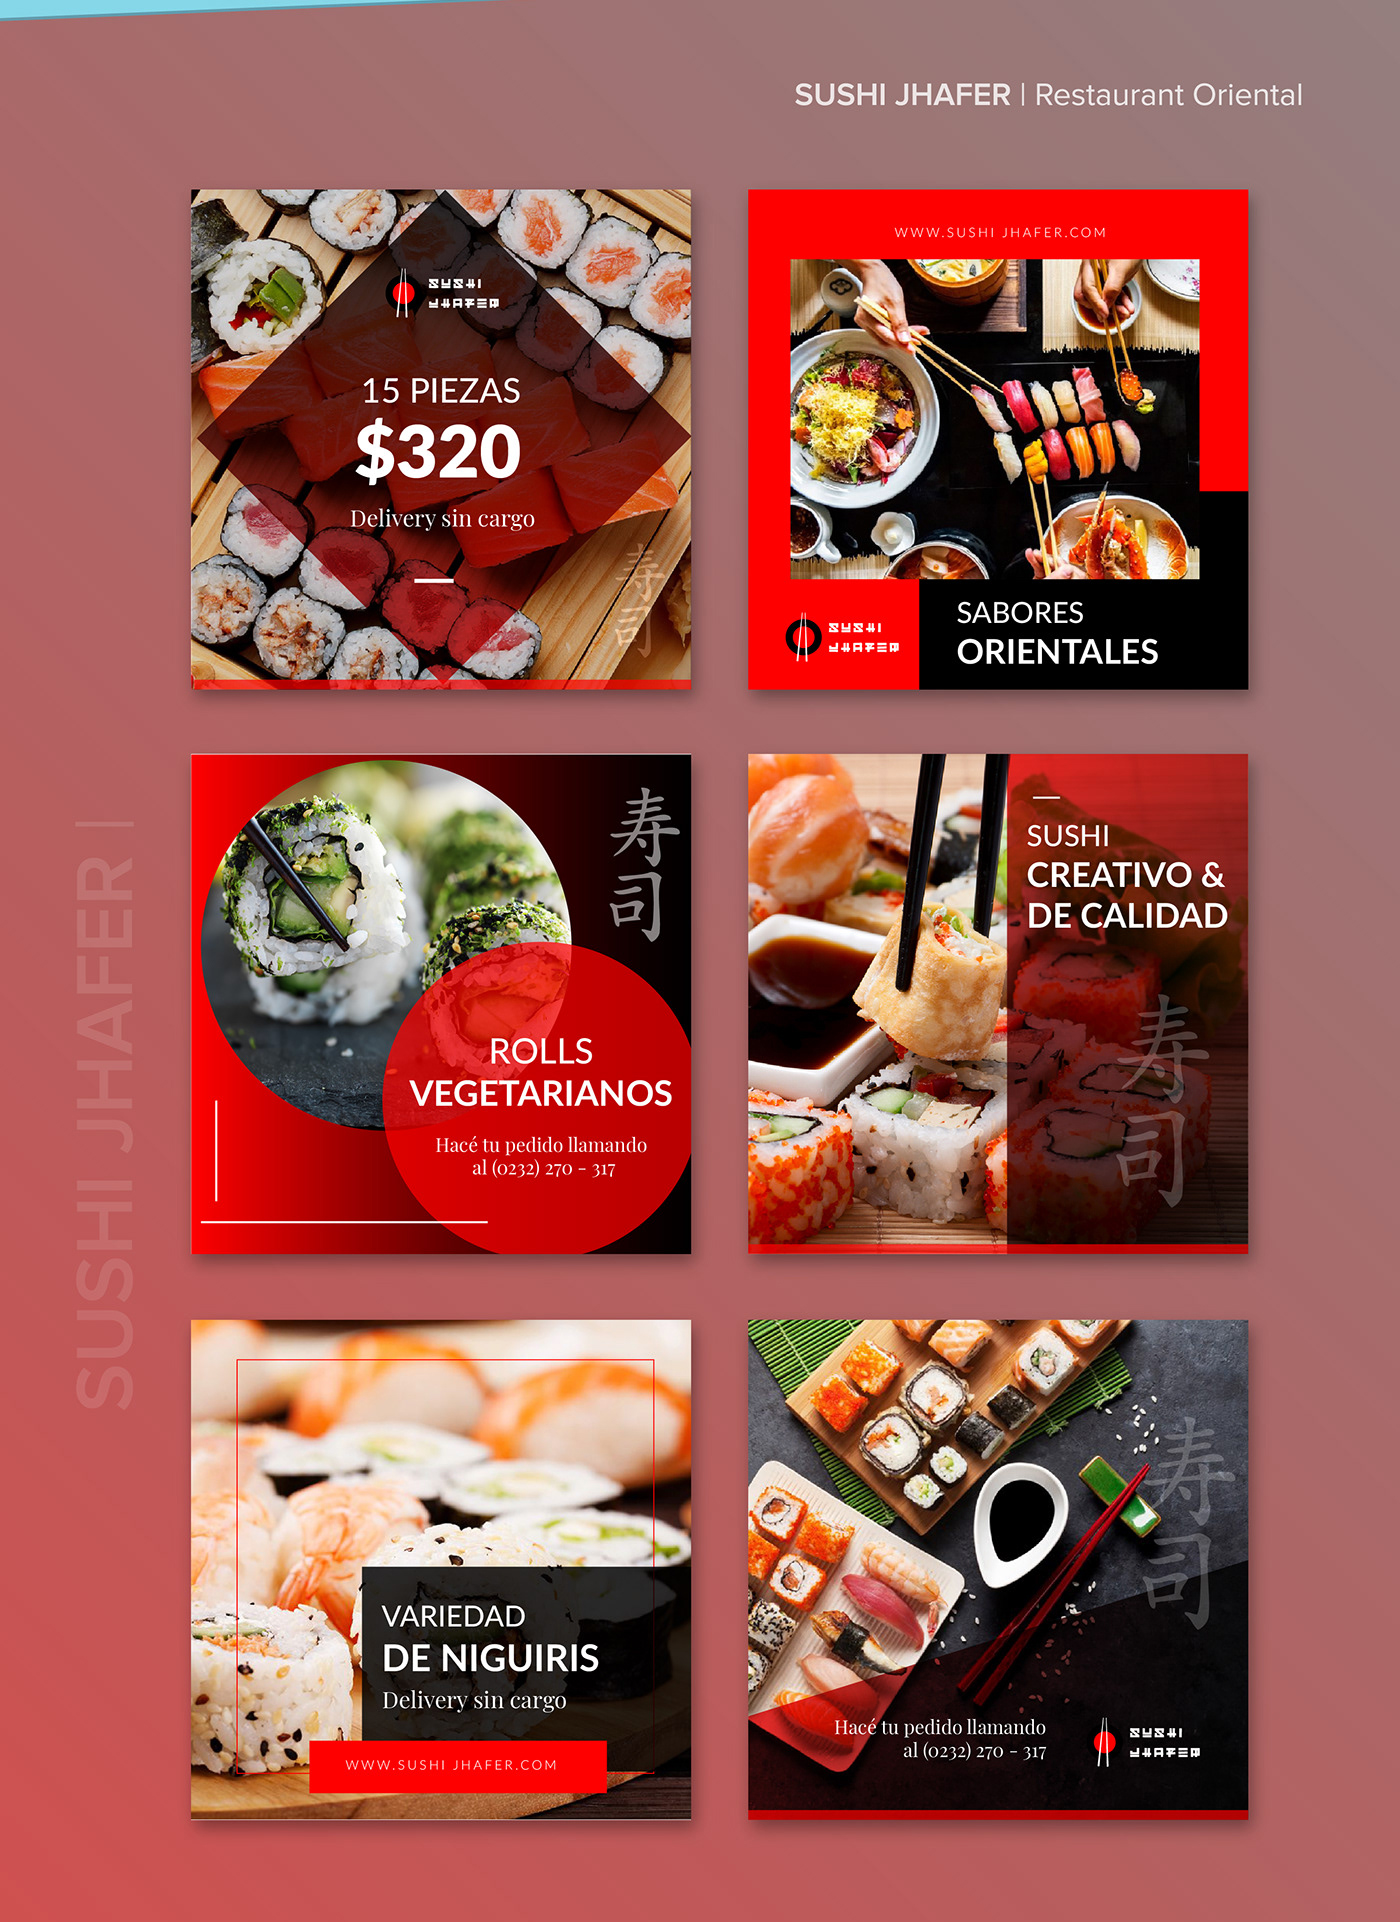 SUSHI JHAFER | Restaurant Oriental
SUSHI
JHAFER
15 PIEZAS
$320
Delivery sin cargo
寿司
WWW.SUSHI JHAFER.COM
SUSHI
JHAFER
SABORES
ORIENTALES
SUSHI JHAFER |
寿司
ROLLS
VEGETARIANOS
Hacé tu pedido llamando
al (0232) 270 - 317
SUSHI
CREATIVO &
DE CALIDAD
寿司
VARIEDAD
DE NIGUIRIS
Delivery sin cargo
WWW.SUSHI JHAFER.COM
寿司
Hacé tu pedido llamando
al (0232) 270 - 317
SUSHI
JHAFER